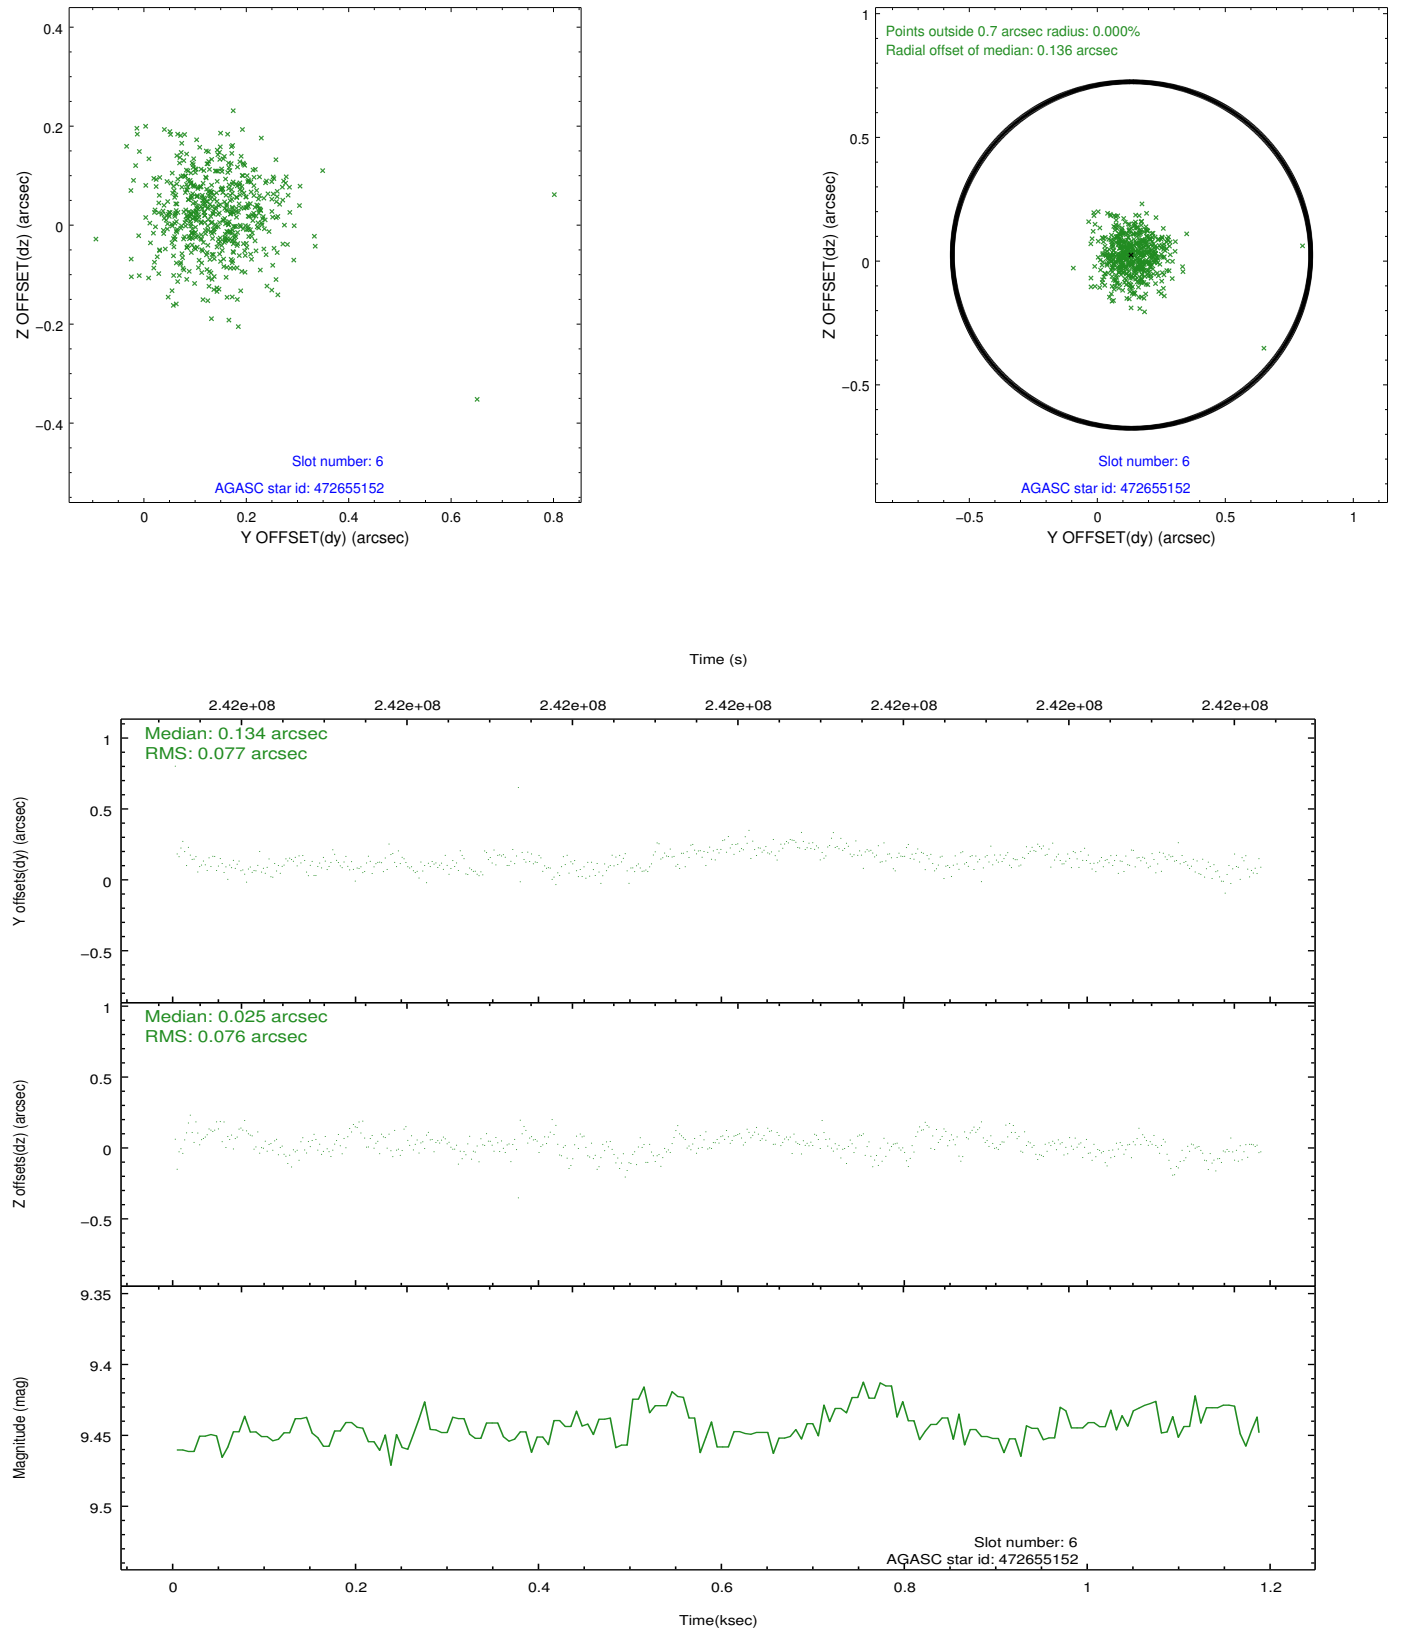 0.4
0.2
0
−0.2
−0.4
Z OFFSET(dz) (arcsec)
Slot number: 6
AGASC star id: 472655152
0 0.2 0.4 0.6 0.8
Y OFFSET(dy) (arcsec)
Points outside 0.7 arcsec radius: 0.000%
Radial offset of median: 0.136 arcsec
1
0.5
0
−0.5
Z OFFSET(dz) (arcsec)
Slot number: 6
AGASC star id: 472655152
−0.5 0 0.5 1
Y OFFSET(dy) (arcsec)
Time (s)
2.42e+08 2.42e+08 2.42e+08 2.42e+08 2.42e+08 2.42e+08 2.42e+08
Median: 0.134 arcsec
RMS: 0.077 arcsec
1
0.5
0
−0.5
Y offsets(dy) (arcsec)
Median: 0.025 arcsec
RMS: 0.076 arcsec
1
0.5
0
−0.5
Z offsets(dz) (arcsec)
9.35
9.4
9.45
9.5
Magnitude (mag)
Slot number: 6
AGASC star id: 472655152
0 0.2 0.4 0.6 0.8 1 1.2
Time(ksec)